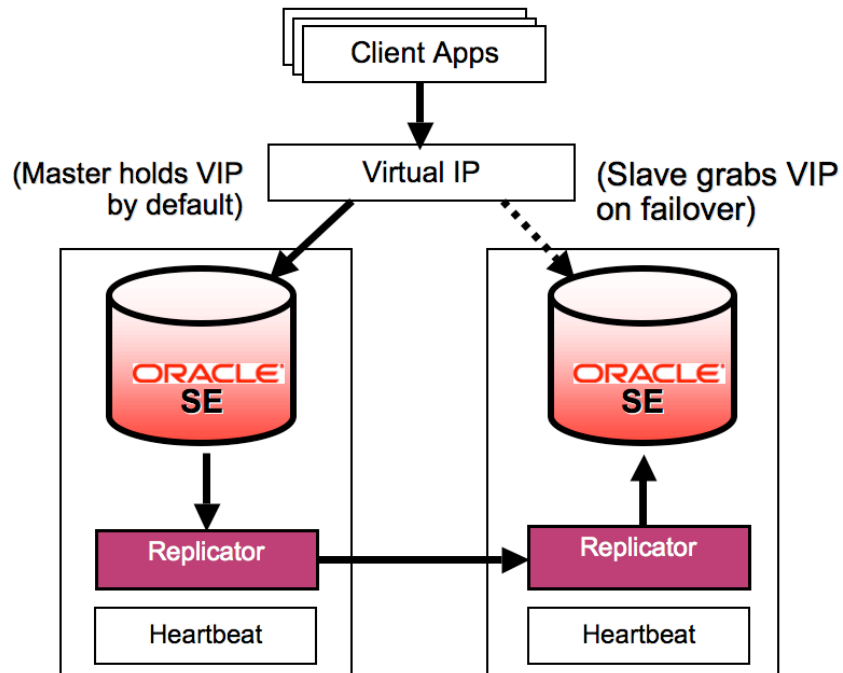 Client Apps
(Master holds VIP
by default)
Virtual IP
(Slave grabs VIP
on failover)
ORACLE
SE
ORACLE
SE
Replicator
Replicator
Heartbeat
Heartbeat